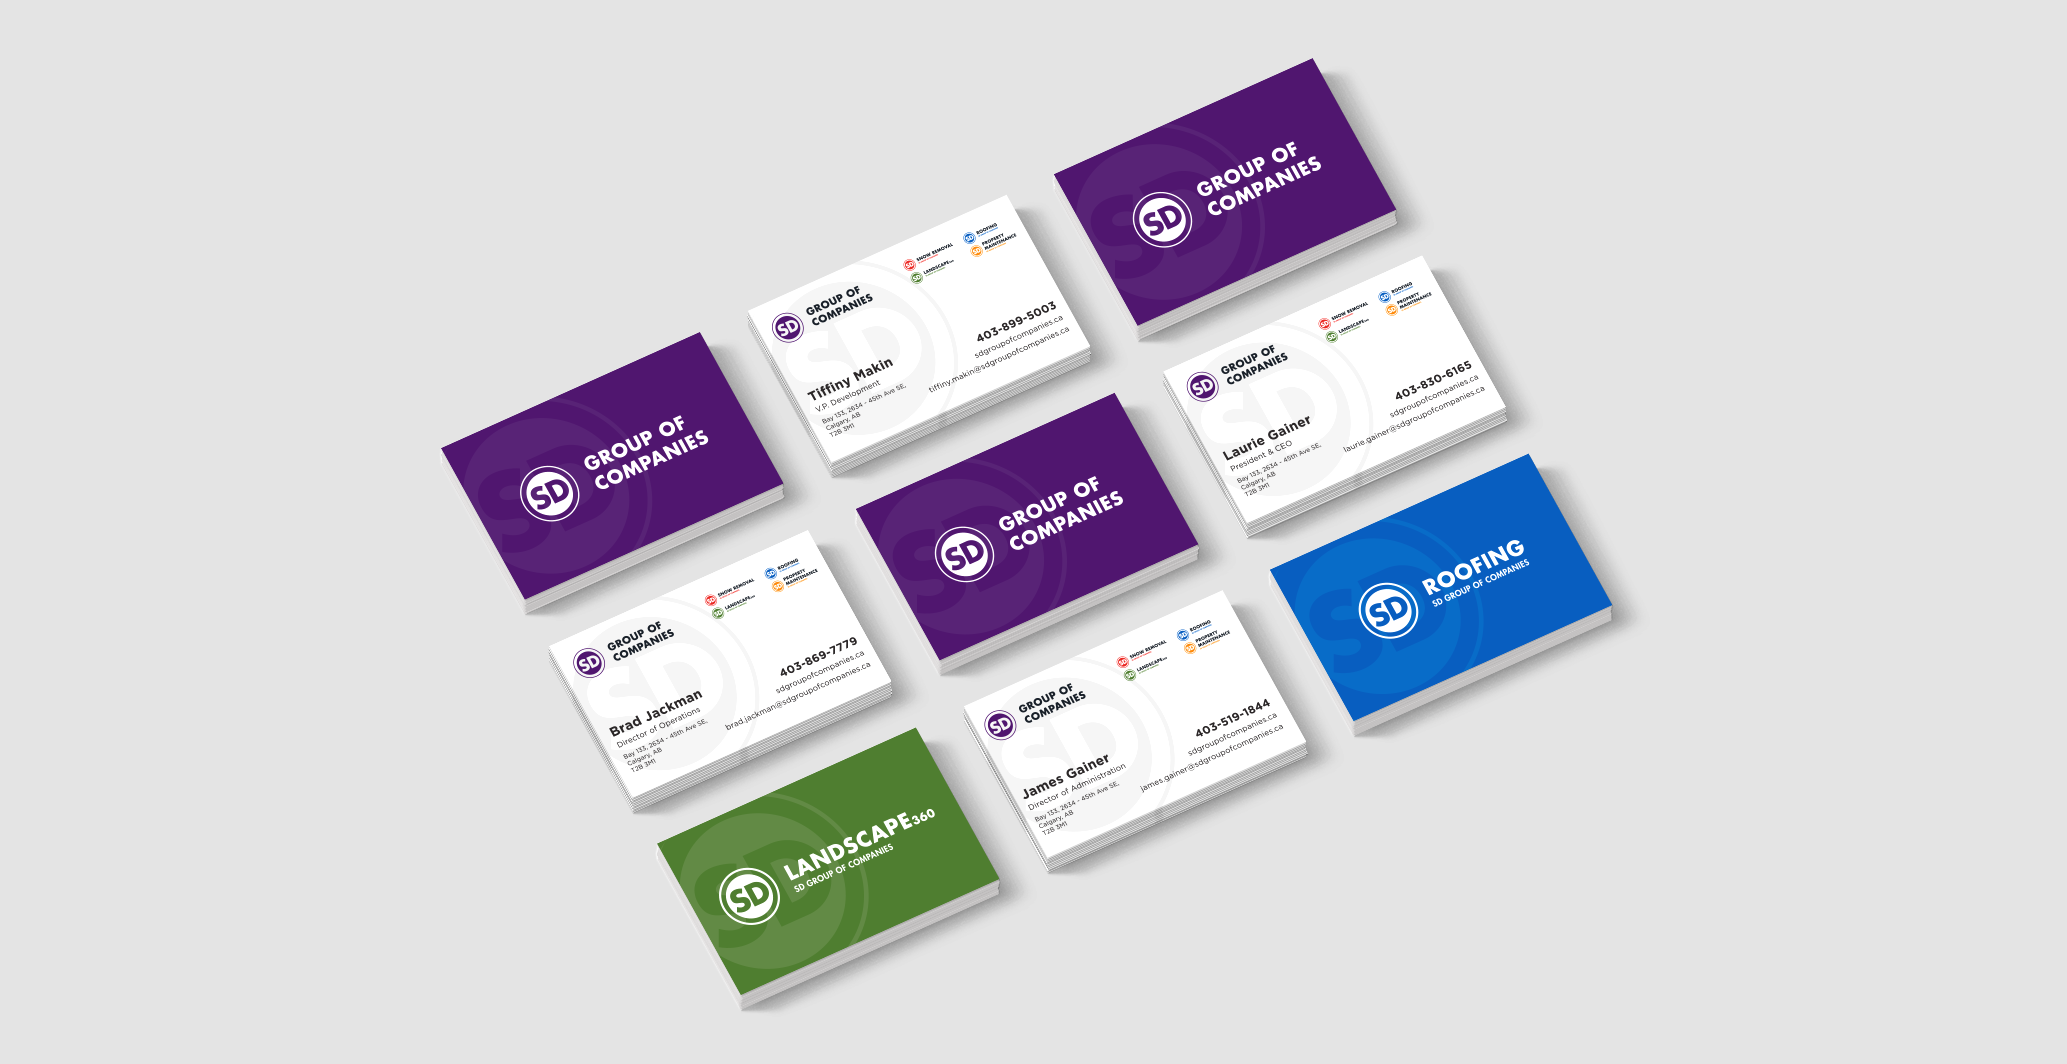 SD
GROUP OF
COMPANIES
SD
GROUP OF
COMPANIES
SD
SNOW REMOVAL
SD
ROOFING
SD
LANDSCAPE
SD
PROPERTY
MAINTENANCE
403-899-5003
sdgroupofcompanies.ca
tiffiny.makin@sdgroupofcompanies.ca
Tiffiny Makin
V.P. Development
Bay 133, 2634 - 45th Ave SE,
Calgary, AB
T2B 3M1
SD
GROUP OF
COMPANIES
SD
GROUP OF
COMPANIES
SD
SNOW REMOVAL
SD
ROOFING
SD
LANDSCAPE
SD
PROPERTY
MAINTENANCE
403-830-6165
sdgroupofcompanies.ca
laurie.gainer@sdgroupofcompanies.ca
Laurie Gainer
President & CEO
Bay 133, 2634 - 45th Ave SE,
Calgary, AB
T2B 3M1
SD
GROUP OF
COMPANIES
SD
ROOFING
SD GROUP OF COMPANIES
SD
GROUP OF
COMPANIES
SD
SNOW REMOVAL
SD
ROOFING
SD
LANDSCAPE
SD
PROPERTY
MAINTENANCE
403-869-7779
sdgroupofcompanies.ca
brad.jackman@sdgroupofcompanies.ca
Brad Jackman
Director of Operations
Bay 133, 2634 - 45th Ave SE,
Calgary, AB
T2B 3M1
SD
GROUP OF
COMPANIES
SD
SNOW REMOVAL
SD
ROOFING
SD
LANDSCAPE
SD
PROPERTY
MAINTENANCE
403-519-1844
sdgroupofcompanies.ca
james.gainer@sdgroupofcompanies.ca
James Gainer
Director of Administration
Bay 133, 2634 - 45th Ave SE,
Calgary, AB
T2B 3M1
SD
LANDSCAPE360
SD GROUP OF COMPANIES